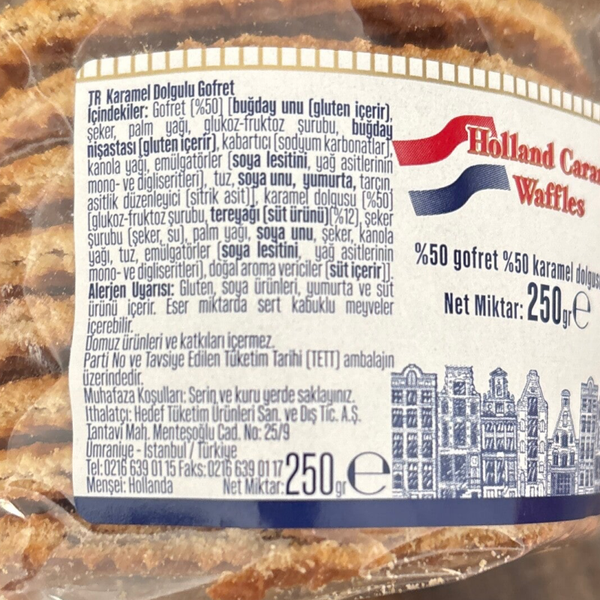 TR Karamel Dolgulu Gofret
İçindekiler: Gofret (%50) [buğday unu (gluten içerir),
şeker, palm yağı, glukoz-fruktoz şurubu, buğday
nişastası (gluten içerir), kabartıcı (sodyum karbonatlar),
kanola yağı, emülgatörler (soya lesitini, yağ asitlerinin
mono- ve digliseritleri), tuz, soya unu, yumurta, tarçın,
asitlik düzenleyici (sitrik asit)], karamel dolgusu (%50)
[glukoz-fruktoz şurubu, tereyağı (süt ürünü)(%12), şeker
şurubu (şeker, su), palm yağı, soya unu, şeker, kanola
yağı, tuz, emülgatörler (soya lesitini, yağ asitlerinin
mono- ve digliseritleri), doğal aroma vericiler (süt içerir)].
Alerjen Uyarısı: Gluten, soya ürünleri, yumurta ve süt
ürünü içerir. Eser miktarda sert kabuklu meyveler
içerebilir.
Domuz ürünleri ve katkıları içermez.
Parti No ve Tavsiye Edilen Tüketim Tarihi (TETT) ambalajın
üzerindedir.
Muhafaza Koşulları: Serin ve kuru yerde saklayınız.
İthalatçı: Hedef Tüketim Ürünleri San. ve Dış Tic. A.Ş.
Tantavi Mah. Menteşoğlu Cad. No: 25/9
Ümraniye - İstanbul / Türkiye
Tel:0216 639 01 15 Faks:0216 639 01 17
Menşei: Hollanda Net Miktar: 250gr e
Holland Cara
Waffles
%50 gofret %50 karamel dolgus
Net Miktar: 250gr e